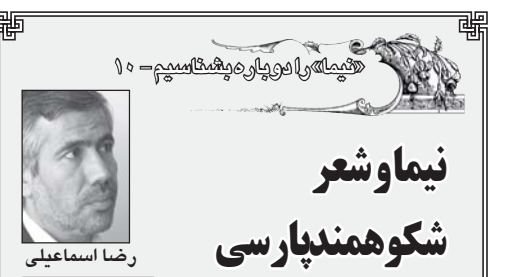 «نیما» را دوباره بشناسیم - ۱۰
نیما و شعر
شکوهمند پارسی
رضا اسماعیلی